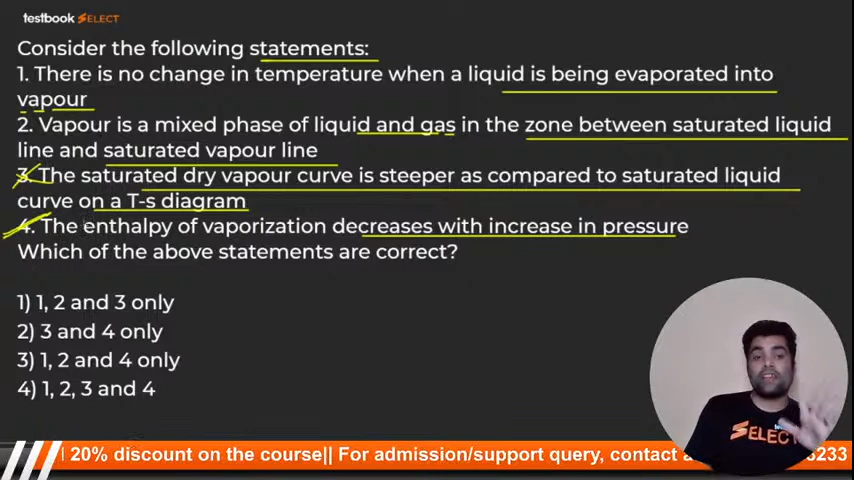 testbook SELECT
Consider the following statements:
1. There is no change in temperature when a liquid is being evaporated into
vapour
2. Vapour is a mixed phase of liquid and gas in the zone between saturated liquid
line and saturated vapour line
3. The saturated dry vapour curve is steeper as compared to saturated liquid
curve on a T-s diagram
4. The enthalpy of vaporization decreases with increase in pressure
Which of the above statements are correct?
1) 1, 2 and 3 only
2) 3 and 4 only
3) 1, 2 and 4 only
4) 1, 2, 3 and 4
SELECT
20% discount on the course|| For admission/support query, contact
3233